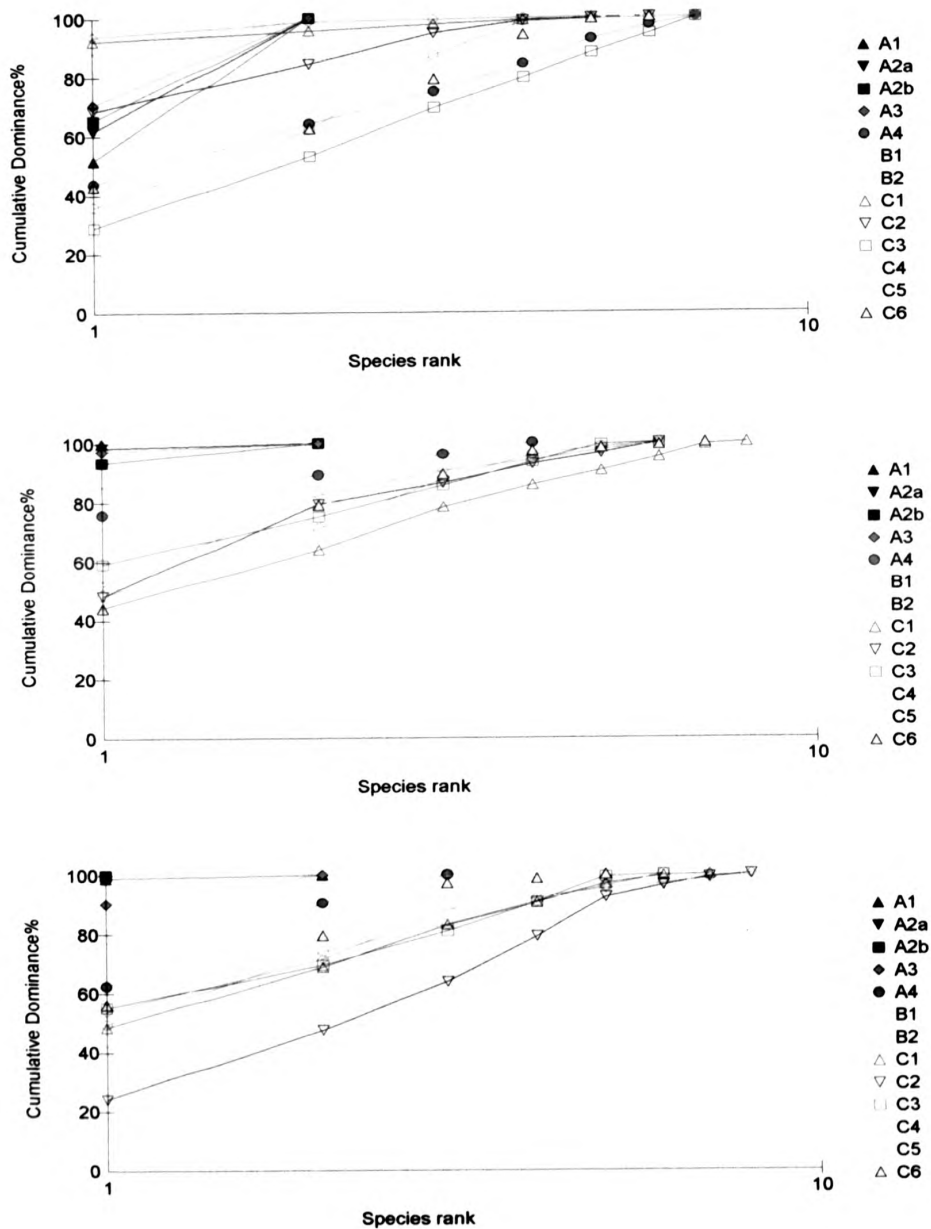 100
80
60
40
20
0
Cumulative Dominance%
1
10
Species rank
A1
A2a
A2b
A3
A4
B1
B2
C1
C2
C3
C4
C5
C6
100
80
60
40
20
0
Cumulative Dominance%
1
10
Species rank
A1
A2a
A2b
A3
A4
B1
B2
C1
C2
C3
C4
C5
C6
100
80
60
40
20
0
Cumulative Dominance%
1
10
Species rank
A1
A2a
A2b
A3
A4
B1
B2
C1
C2
C3
C4
C5
C6